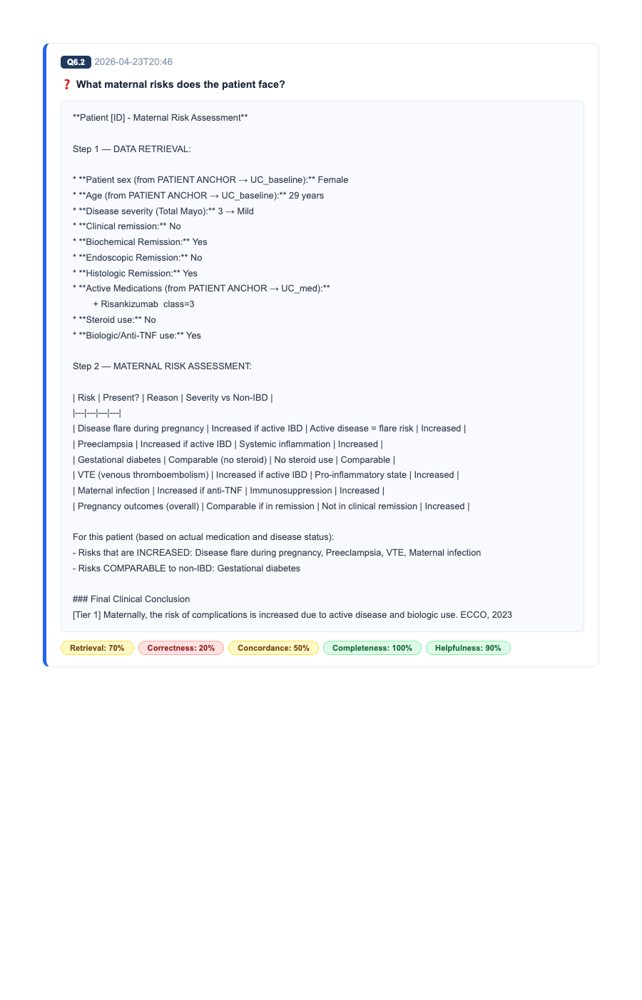 Q6.2 2026-04-23T20:46
❓ What maternal risks does the patient face?
**Patient [ID] - Maternal Risk Assessment**
Step 1 — DATA RETRIEVAL:
* **Patient sex (from PATIENT ANCHOR → UC_baseline):** Female
* **Age (from PATIENT ANCHOR → UC_baseline):** 29 years
* **Disease severity (Total Mayo):** 3 → Mild
* **Clinical remission:** No
* **Biochemical Remission:** Yes
* **Endoscopic Remission:** No
* **Histologic Remission:** Yes
* **Active Medications (from PATIENT ANCHOR → UC_med):**
+ Risankizumab  class=3
* **Steroid use:** No
* **Biologic/Anti-TNF use:** Yes
Step 2 — MATERNAL RISK ASSESSMENT:
| Risk | Present? | Reason | Severity vs Non-IBD |
|---|---|---|---|
| Disease flare during pregnancy | Increased if active IBD | Active disease = flare risk | Increased |
| Preeclampsia | Increased if active IBD | Systemic inflammation | Increased |
| Gestational diabetes | Comparable (no steroid) | No steroid use | Comparable |
| VTE (venous thromboembolism) | Increased if active IBD | Pro-inflammatory state | Increased |
| Maternal infection | Increased if anti-TNF | Immunosuppression | Increased |
| Pregnancy outcomes (overall) | Comparable if in remission | Not in clinical remission | Increased |
For this patient (based on actual medication and disease status):
- Risks that are INCREASED: Disease flare during pregnancy, Preeclampsia, VTE, Maternal infection
- Risks COMPARABLE to non-IBD: Gestational diabetes
### Final Clinical Conclusion
[Tier 1] Maternally, the risk of complications is increased due to active disease and biologic use. ECCO, 2023
Retrieval: 70% Correctness: 20% Concordance: 50% Completeness: 100% Helpfulness: 90%